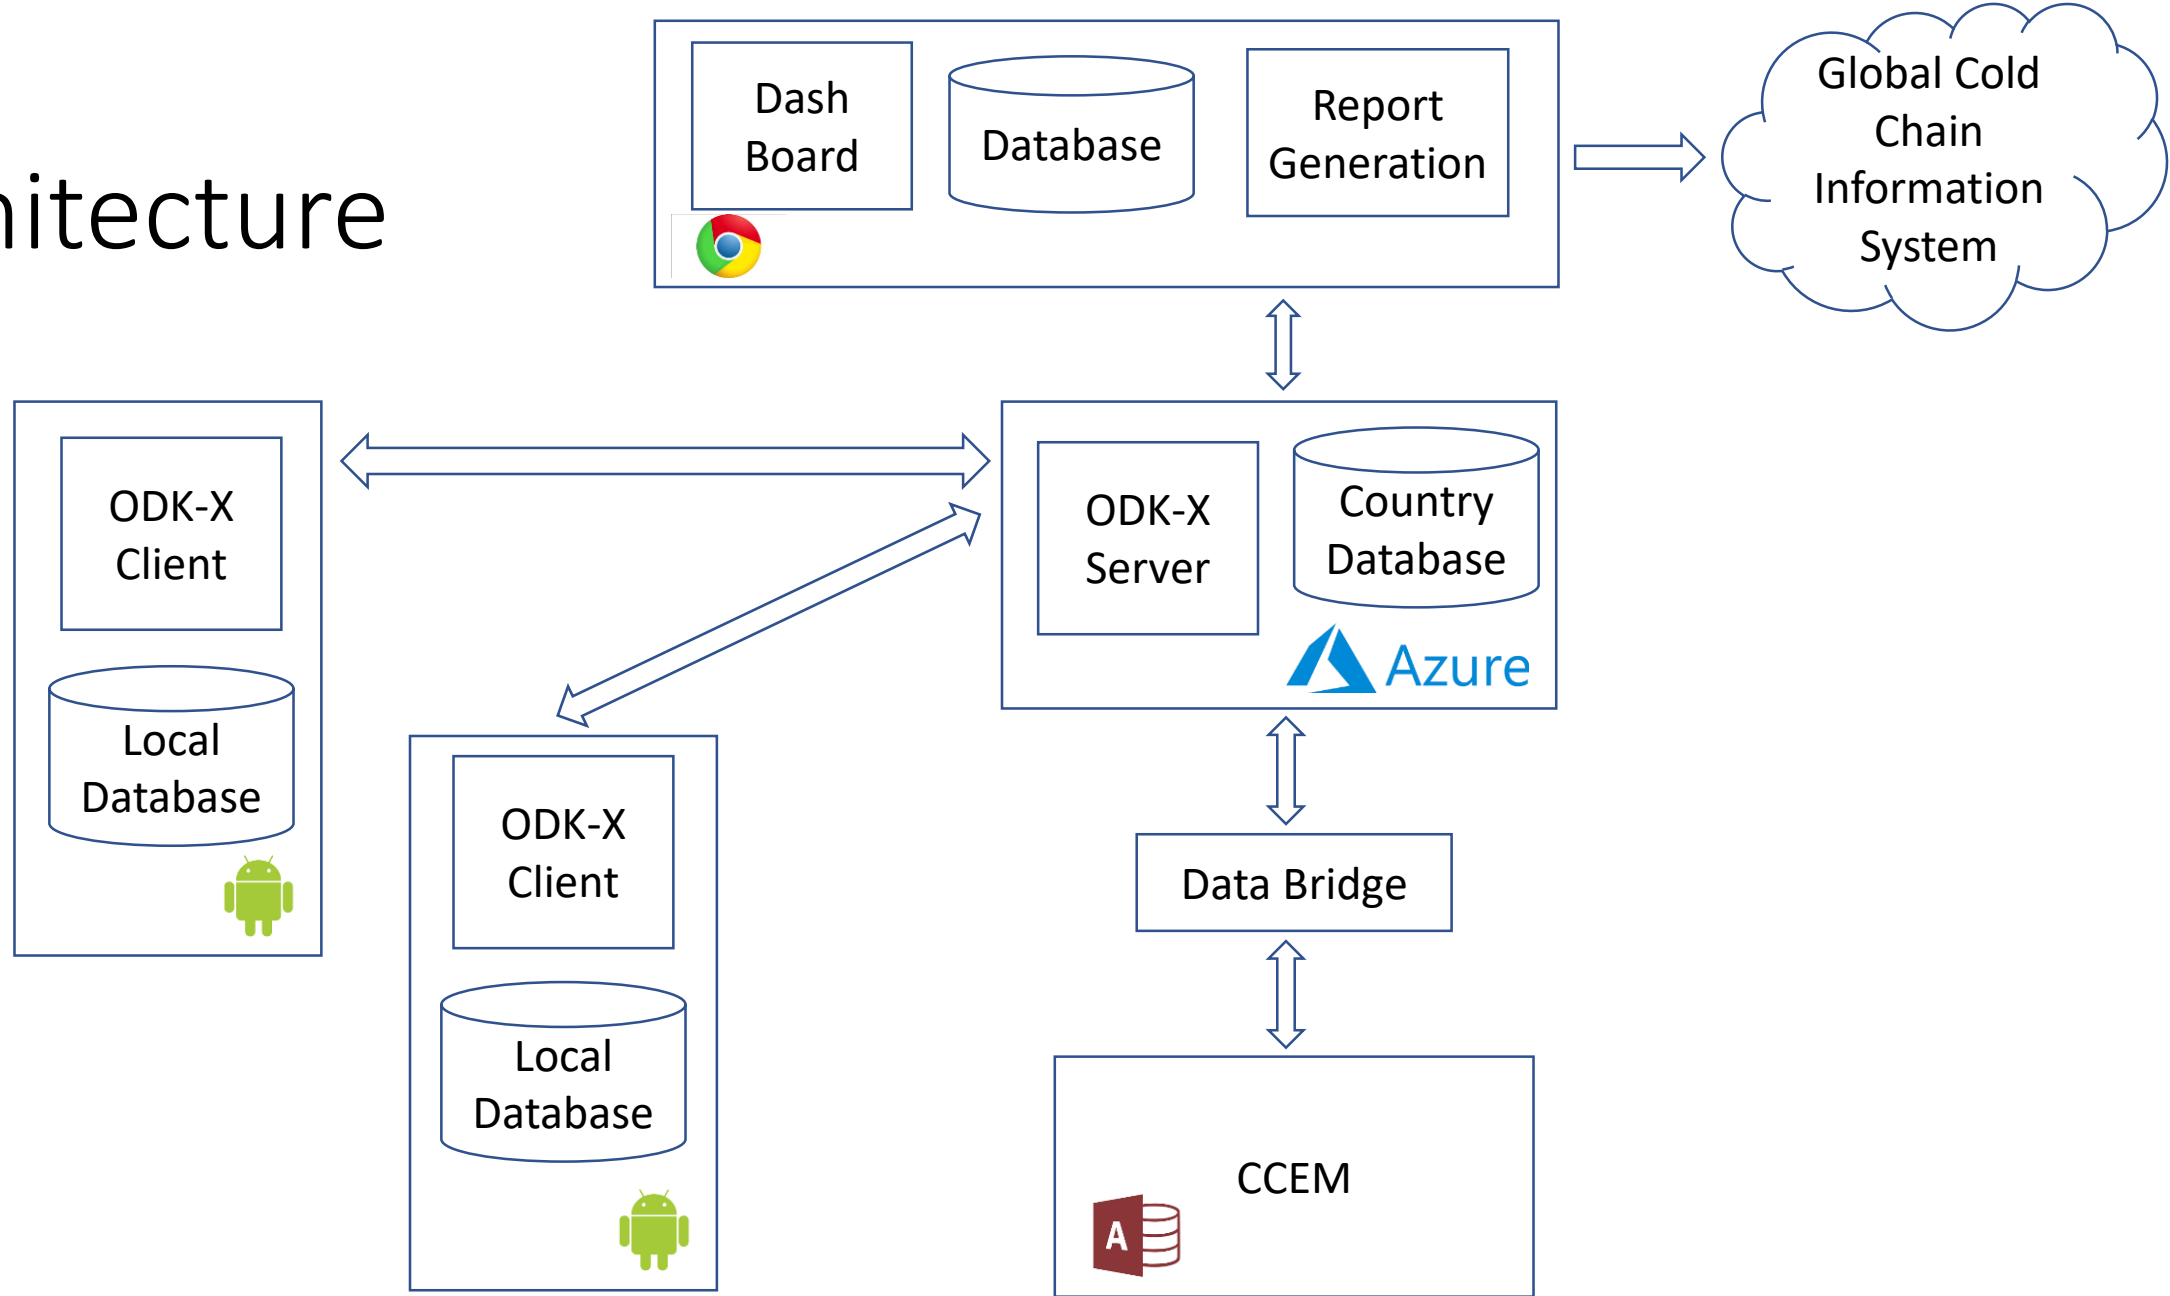 hitecture
Dash
Board
Database
Report
Generation
Global Cold
Chain
Information
System
ODK-X
Client
Local
Database
ODK-X
Client
Local
Database
ODK-X
Server
Country
Database
Azure
Data Bridge
CCEM
A